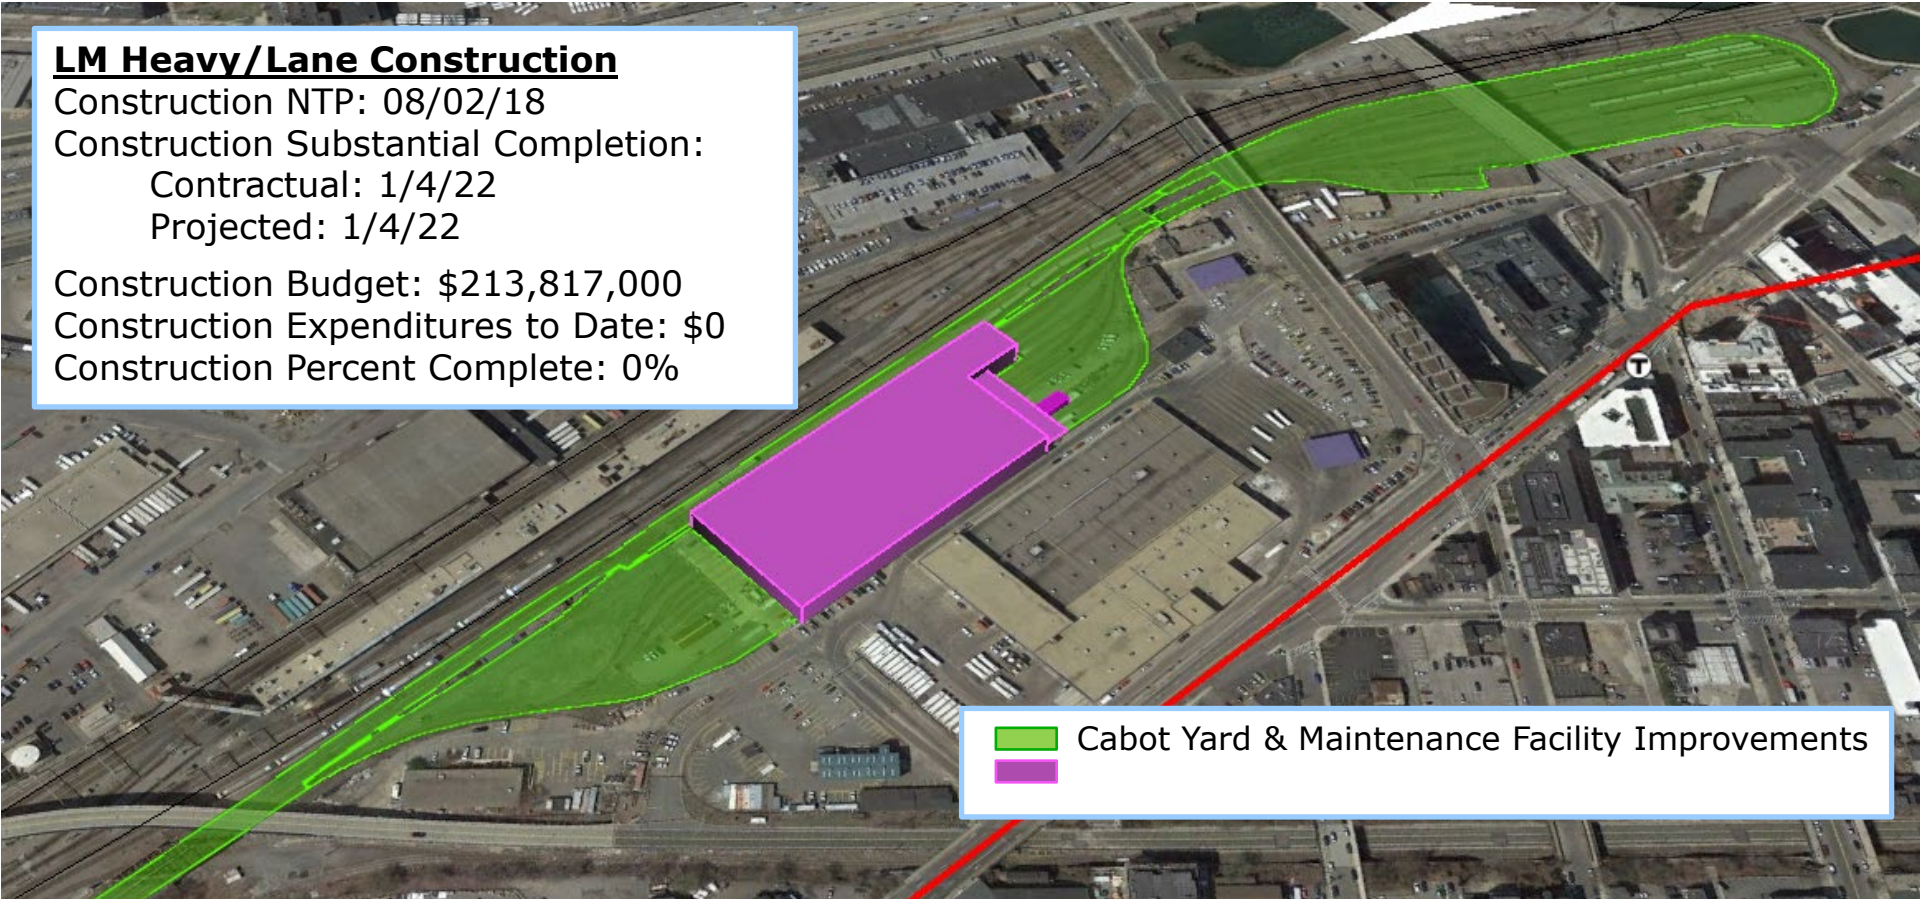 LM Heavy/Lane Construction
Construction NTP: 08/02/18
Construction Substantial Completion:
Contractual: 1/4/22
Projected: 1/4/22
Construction Budget: $213,817,000
Construction Expenditures to Date: $0
Construction Percent Complete: 0%
T
Cabot Yard & Maintenance Facility Improvements